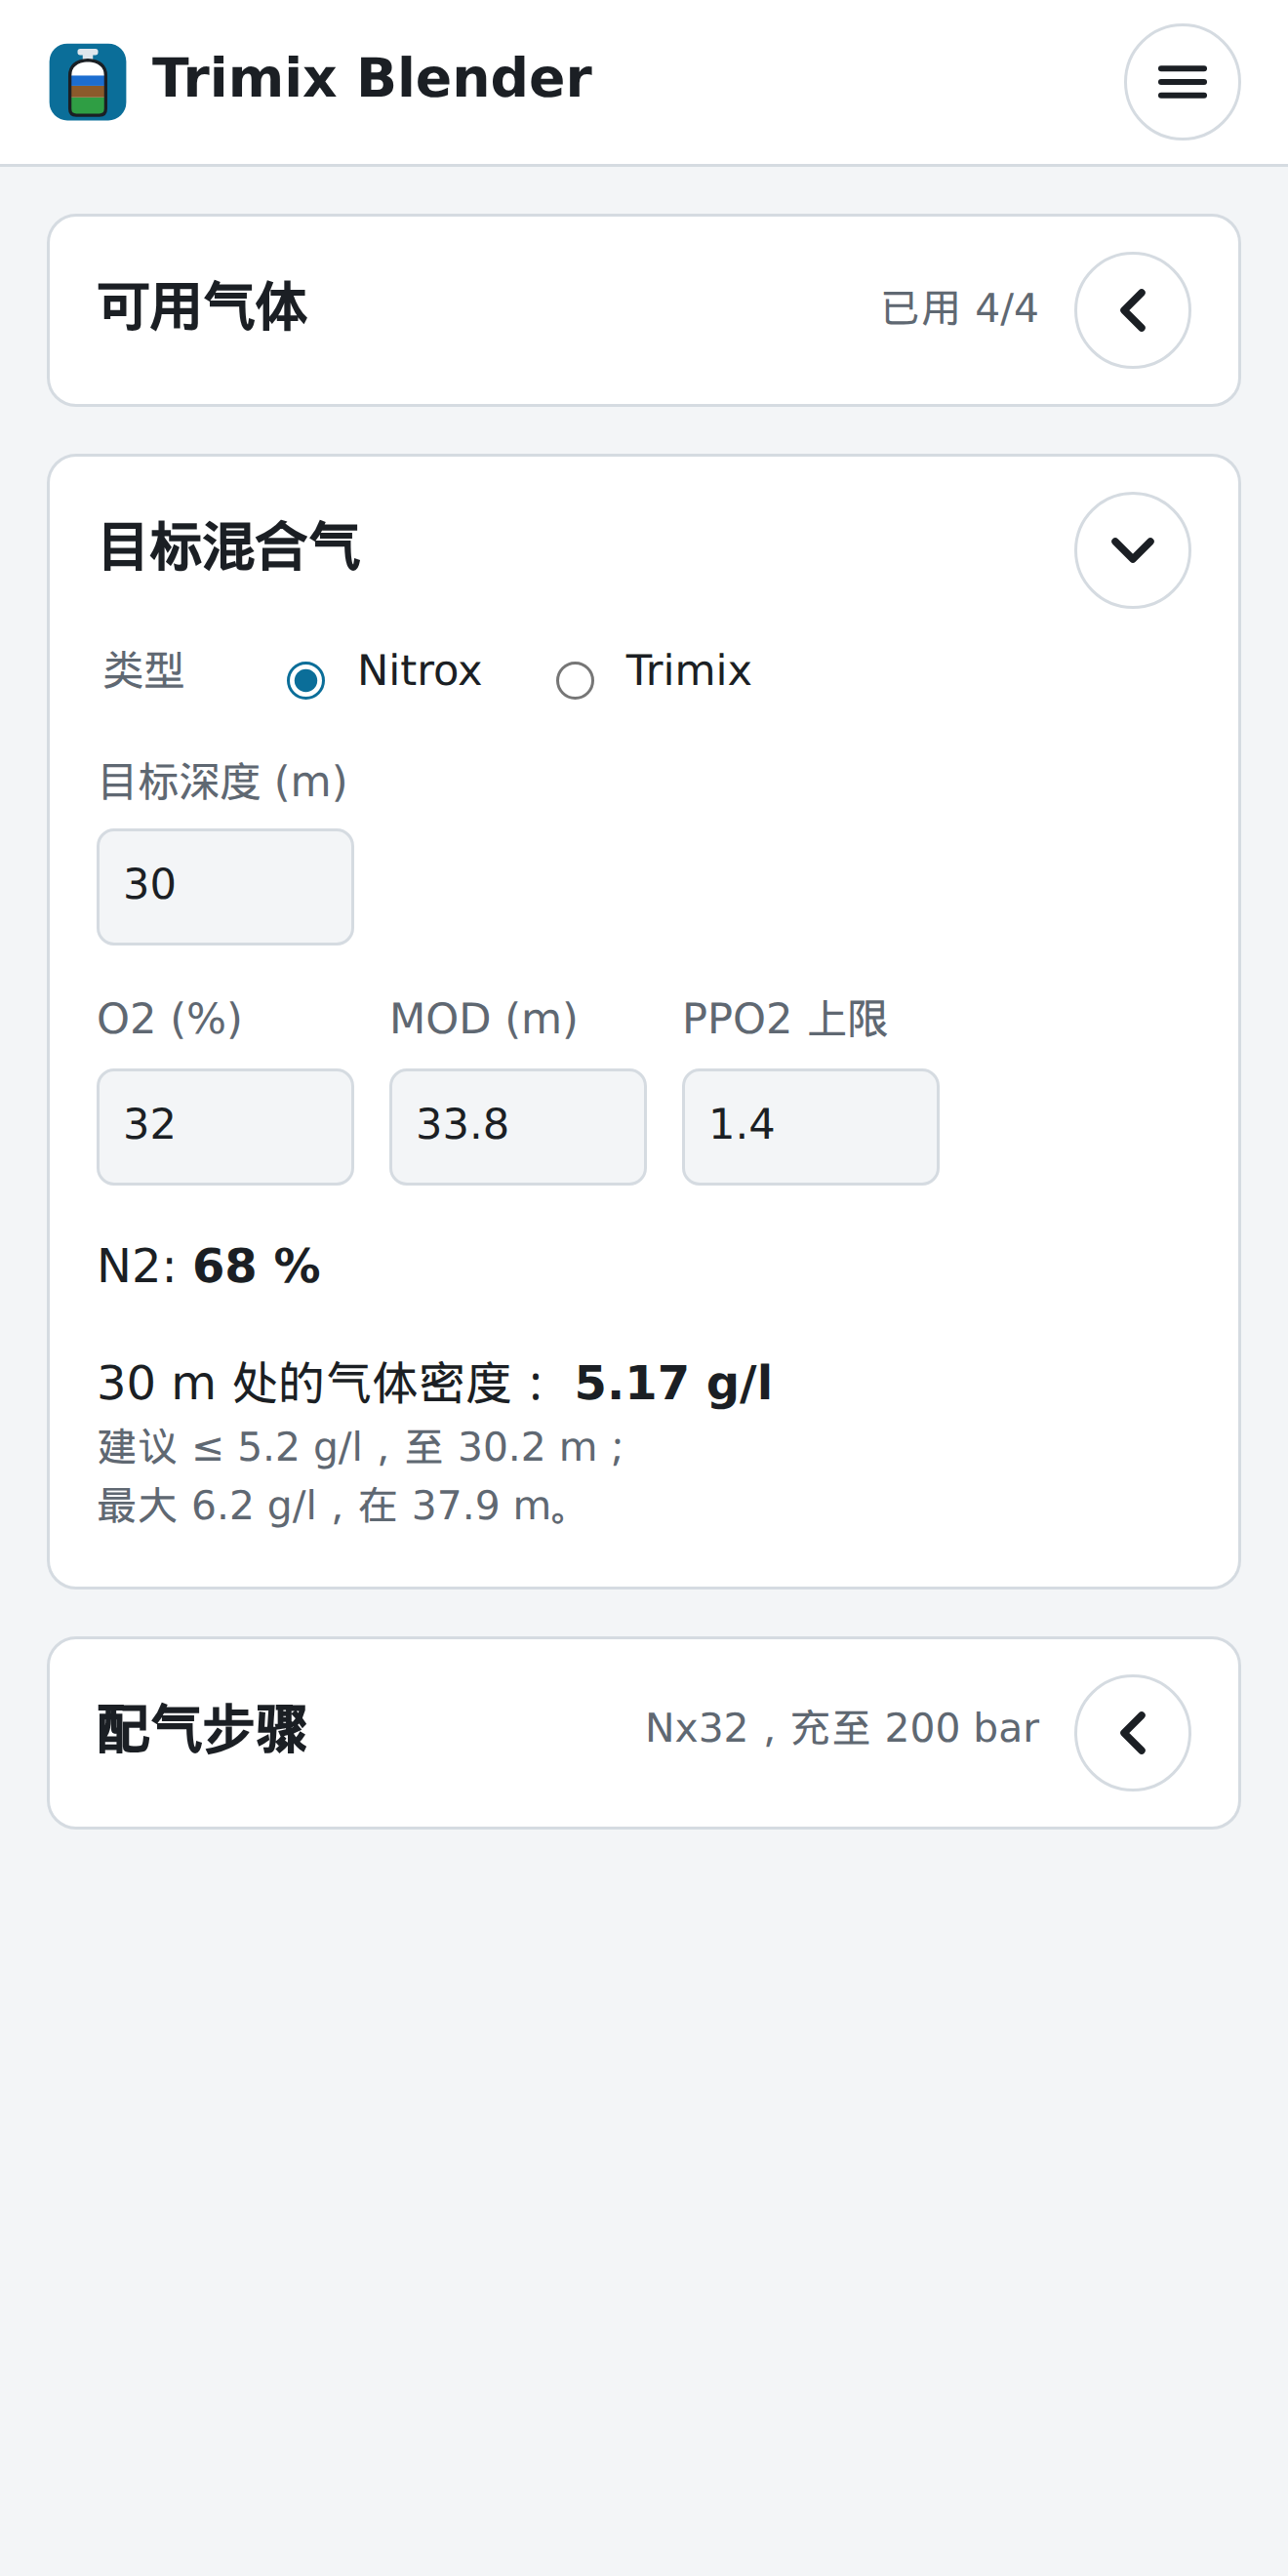 Trimix Blender
可用气体 已用 4/4
目标混合气
类型 Nitrox Trimix
目标深度 (m)
30
O2 (%) MOD (m) PPO2 上限
32 33.8 1.4
N2: 68 %
30 m 处的气体密度： 5.17 g/l
建议 ≤ 5.2 g/l，至 30.2 m；
最大 6.2 g/l，在 37.9 m。
配气步骤 Nx32，充至 200 bar